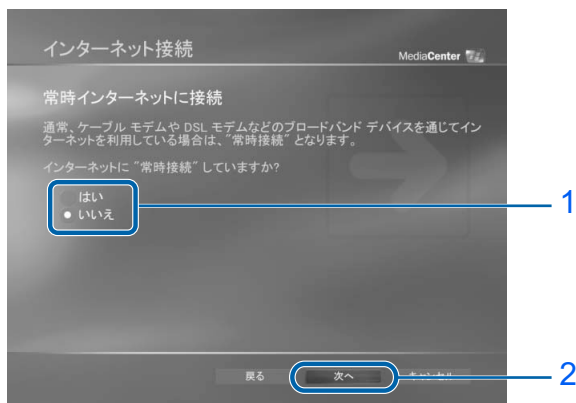 インターネット接続
MediaCenter
常時インターネットに接続
通常、ケーブル モデムや DSL モデムなどのブロードバンド デバイスを通じてイン
ターネットを利用している場合は、"常時接続" となります。
インターネットに "常時接続" していますか?
はい
いいえ
1
戻る
次へ
キャンセル
2